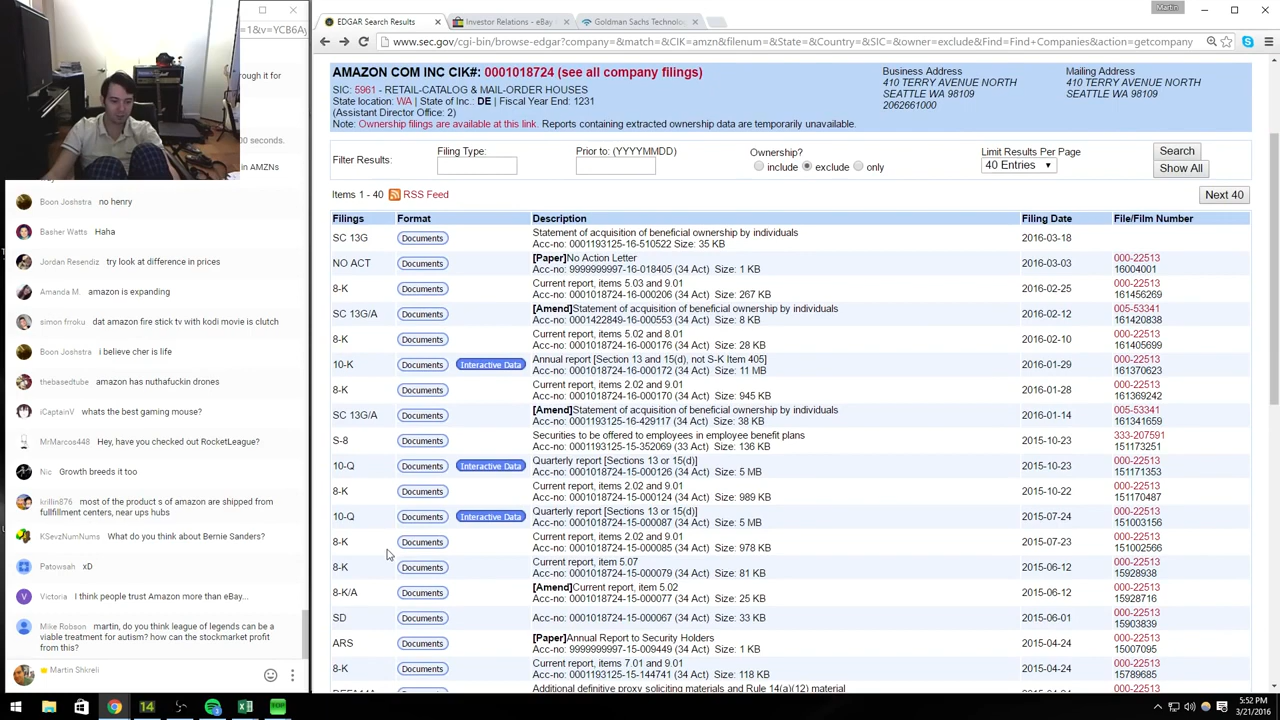 EDGAR Search Results
Investor Relations - eBay
Goldman Sachs Technolo
Martin
=1&v=YCB6Ay
www.sec.gov/cgi-bin/browse-edgar?company=&match=&CIK=amzn&filenum=&State=&Country=&SIC=&owner=exclude&Find=Find+Companies&action=getcompany
rough it for
00 seconds.
in AMZNs
Boon Joshstra no henry
Basher Watts Haha
Jordan Resendiz try look at difference in prices
Amanda M. amazon is expanding
simon frroku dat amazon fire stick tv with kodi movie is clutch
Boon Joshstra i believe cher is life
thebasedtube amazon has nuthafuckin drones
iCaptainV whats the best gaming mouse?
MrMarcos448 Hey, have you checked out RocketLeague?
Nic Growth breeds it too
krillin876 most of the product s of amazon are shipped from
fullfillment centers, near ups hubs
KSevzNumNums What do you think about Bernie Sanders?
Patowsah xD
Victoria I think people trust Amazon more than eBay...
Mike Robson martin, do you think league of legends can be a
viable treatment for autism? how can the stockmarket profit
from this?
Martin Shkreli
AMAZON COM INC CIK#: 0001018724 (see all company filings)
SIC: 5961 - RETAIL-CATALOG & MAIL-ORDER HOUSES
State location: WA | State of Inc.: DE | Fiscal Year End: 1231
(Assistant Director Office: 2)
Note: Ownership filings are available at this link. Reports containing extracted ownership data are temporarily unavailable.
Business Address
410 TERRY AVENUE NORTH
SEATTLE WA 98109
2062661000
Mailing Address
410 TERRY AVENUE NORTH
SEATTLE WA 98109
Filter Results:
Filing Type:
Prior to: (YYYYMMDD)
Ownership?
include exclude only
Limit Results Per Page
40 Entries
Search
Show All
Items 1 - 40 RSS Feed
Next 40
Filings Format Description Filing Date File/Film Number
SC 13G Documents Statement of acquisition of beneficial ownership by individuals 2016-03-18
Acc-no: 0001193125-16-510522 Size: 35 KB
NO ACT Documents [Paper]No Action Letter 2016-03-03 000-22513
Acc-no: 9999999997-16-018405 (34 Act) Size: 1 KB 16004001
8-K Documents Current report, items 5.03 and 9.01 2016-02-25 000-22513
Acc-no: 0001018724-16-000206 (34 Act) Size: 267 KB 161456269
SC 13G/A Documents [Amend]Statement of acquisition of beneficial ownership by individuals 2016-02-12 005-53341
Acc-no: 0001422849-16-000553 (34 Act) Size: 8 KB 161420838
8-K Documents Current report, items 5.02 and 8.01 2016-02-10 000-22513
Acc-no: 0001018724-16-000176 (34 Act) Size: 28 KB 161405699
10-K Documents Interactive Data Annual report [Section 13 and 15(d), not S-K Item 405] 2016-01-29 000-22513
Acc-no: 0001018724-16-000172 (34 Act) Size: 11 MB 161370623
8-K Documents Current report, items 2.02 and 9.01 2016-01-28 000-22513
Acc-no: 0001018724-16-000170 (34 Act) Size: 945 KB 161369242
SC 13G/A Documents [Amend]Statement of acquisition of beneficial ownership by individuals 2016-01-14 005-53341
Acc-no: 0001193125-16-429117 (34 Act) Size: 38 KB 161341659
S-8 Documents Securities to be offered to employees in employee benefit plans 2015-10-23 333-207591
Acc-no: 0001193125-15-352069 (33 Act) Size: 136 KB 151173251
10-Q Documents Interactive Data Quarterly report [Sections 13 or 15(d)] 2015-10-23 000-22513
Acc-no: 0001018724-15-000126 (34 Act) Size: 5 MB 151171353
8-K Documents Current report, items 2.02 and 9.01 2015-10-22 000-22513
Acc-no: 0001018724-15-000124 (34 Act) Size: 989 KB 151170487
10-Q Documents Interactive Data Quarterly report [Sections 13 or 15(d)] 2015-07-24 000-22513
Acc-no: 0001018724-15-000087 (34 Act) Size: 5 MB 151003156
8-K Documents Current report, items 2.02 and 9.01 2015-07-23 000-22513
Acc-no: 0001018724-15-000085 (34 Act) Size: 978 KB 151002566
8-K Documents Current report, item 5.07 2015-06-12 000-22513
Acc-no: 0001018724-15-000079 (34 Act) Size: 81 KB 15928938
8-K/A Documents [Amend]Current report, item 5.02 2015-06-12 000-22513
Acc-no: 0001018724-15-000077 (34 Act) Size: 25 KB 15928716
SD Documents Acc-no: 0001018724-15-000067 (34 Act) Size: 33 KB 2015-06-01 000-22513
15903839
ARS Documents [Paper]Annual Report to Security Holders 2015-04-24 000-22513
Acc-no: 9999999997-15-009449 (34 Act) Size: 1 KB 15007095
8-K Documents Current report, items 7.01 and 9.01 2015-04-24 000-22513
Acc-no: 0001193125-15-144741 (34 Act) Size: 118 KB 15789685
Additional definitive proxy soliciting materials and Rule 14(a)(12) material
14
5:52 PM
3/21/2016